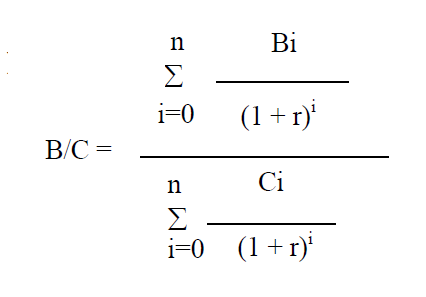 n Bi
Σ
i=0 (1 + r)i
B/C =
n Ci
Σ
i=0 (1 + r)i